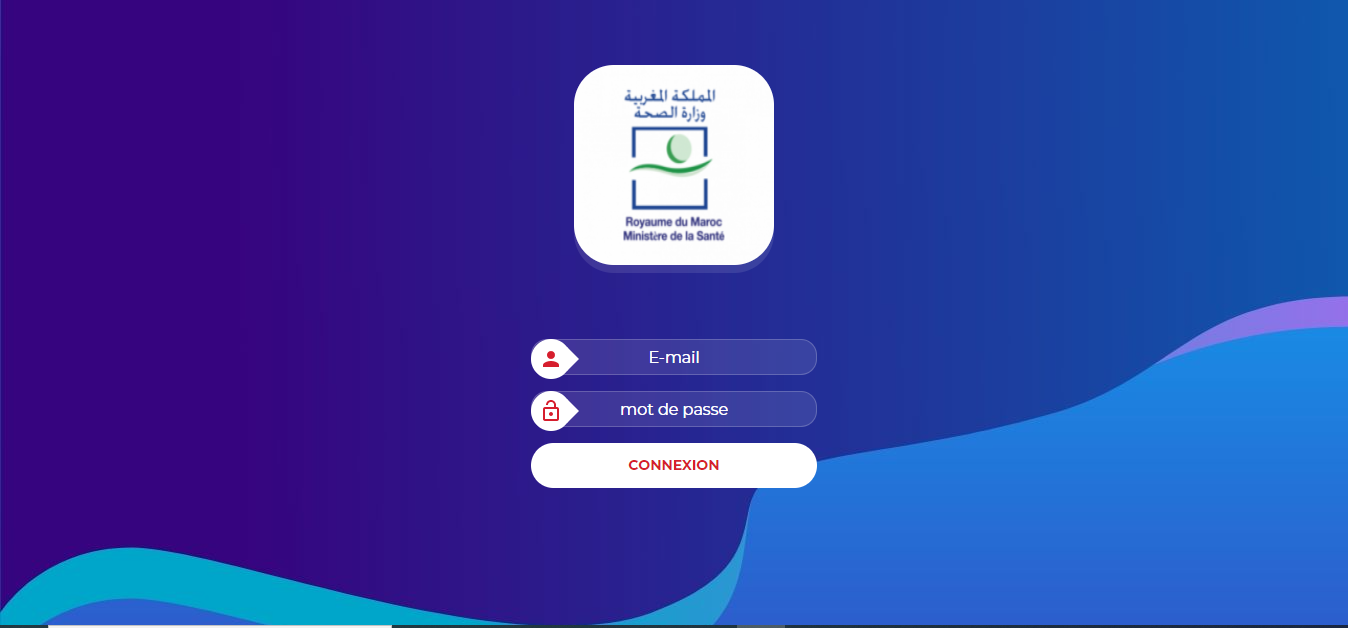 المملكة المغربية
وزارة الصحة
Royaume du Maroc
Ministère de la Santé
E-mail
mot de passe
CONNEXION